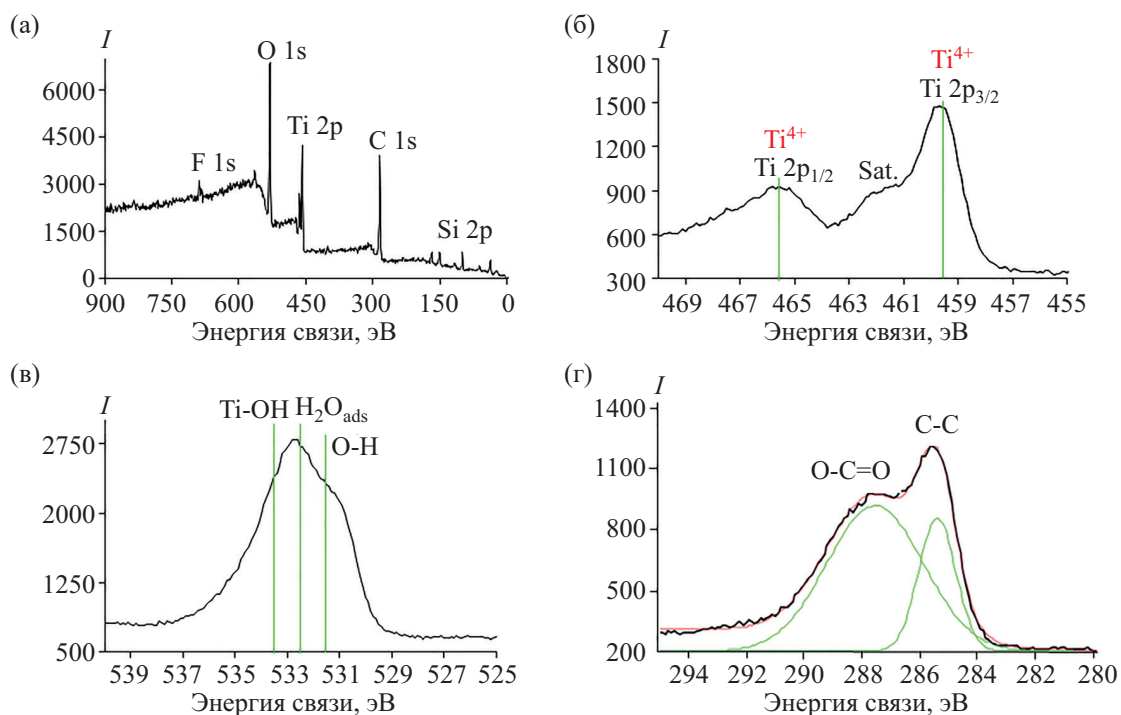 (а)
I
O 1s
6000
4500
Ti 2p
C 1s
F 1s
3000
Si 2p
1500
0
900 750 600 450 300 150 0
Энергия связи, эВ
(б)
I
1800
Ti⁴⁺
Ti 2p₃/₂
1500
Ti⁴⁺
1200
Ti 2p₁/₂
Sat.
900
600
300
469 467 465 463 461 459 457 455
Энергия связи, эВ
(в)
I
Ti-OH
H₂Oads
2750
O-H
2000
1250
500
539 537 535 533 531 529 527 525
Энергия связи, эВ
(г)
I
1400
C-C
1100
O-C=O
800
500
200
294 292 290 288 286 284 282 280
Энергия связи, эВ